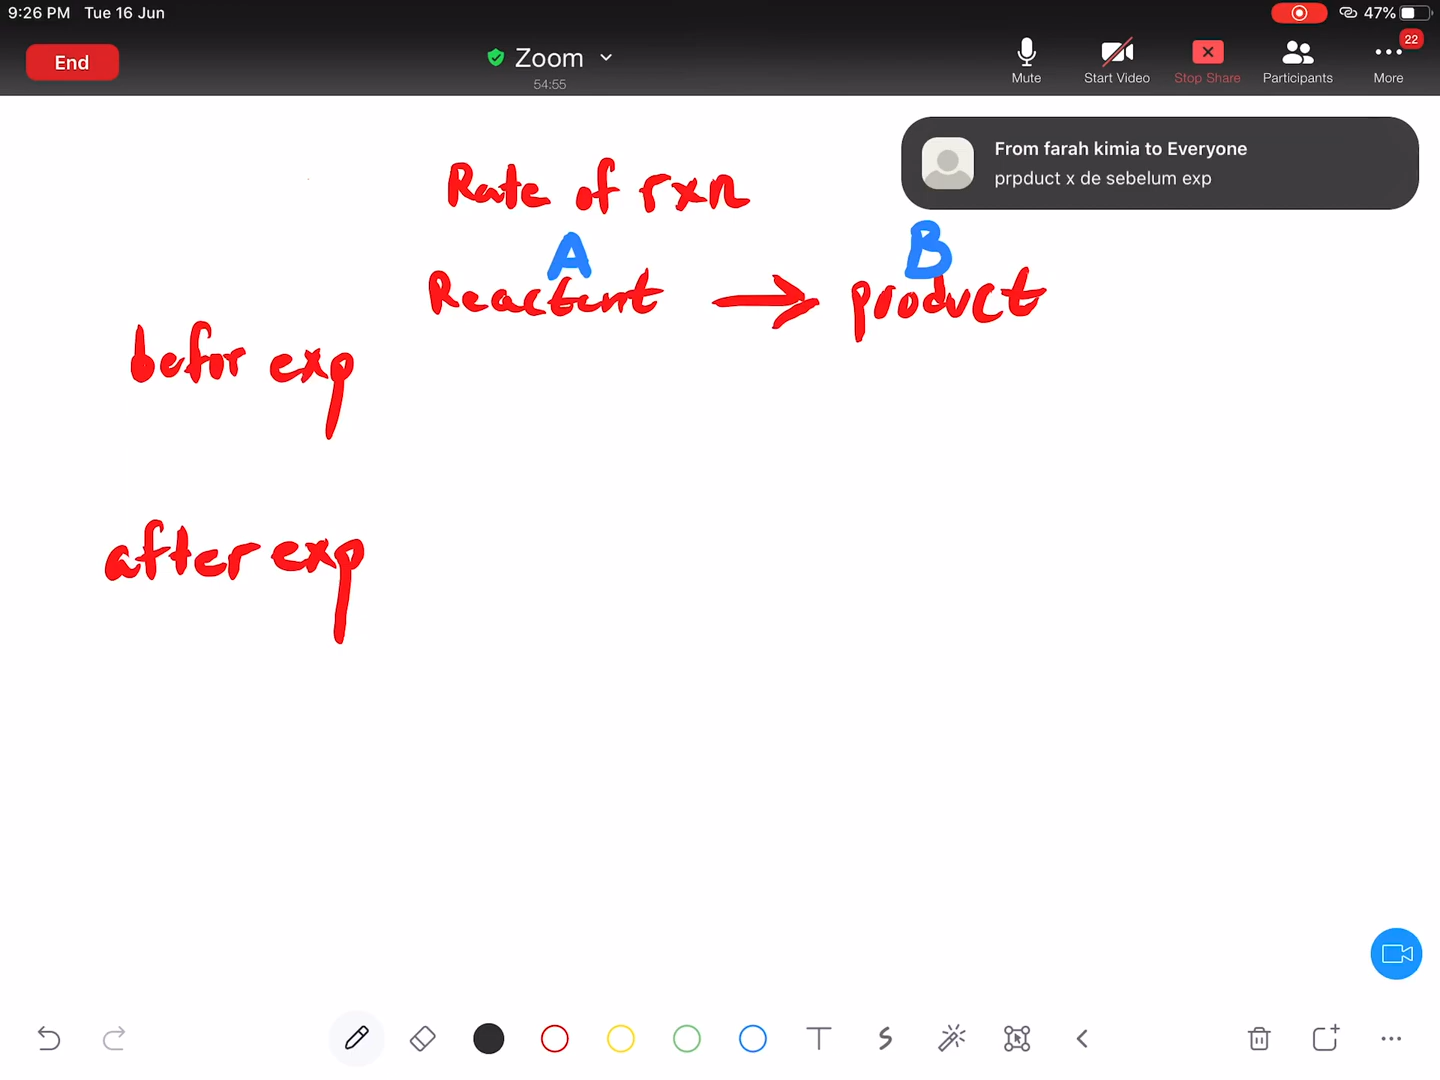 9:26 PM Tue 16 Jun
47%
End
Zoom
54:55
Mute
Start Video
Stop Share
Participants
22
More
From farah kimia to Everyone
prpduct x de sebelum exp
Rate of rxn
A B
Reactant → product
befor exp
after exp
T